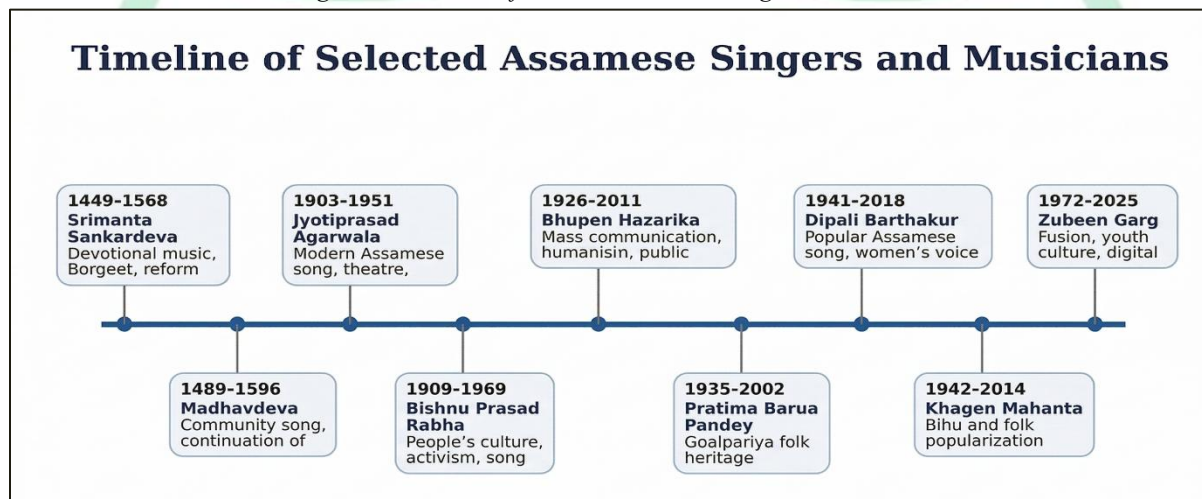 Timeline of Selected Assamese Singers and Musicians
1449–1568
Srimanta
Sankardeva
Devotional music,
Borgeet, reform
1903–1951
Jyotiprasad
Agarwala
Modern Assamese
song, theatre,
1926–2011
Bhupen Hazarika
Mass communication,
humanisin, public
1941–2018
Dipali Barthakur
Popular Assamese
song, women's voice
1972–2025
Zubeen Garg
Fusion, youth
culture, digital
1489–1596
Madhavdeva
Community song,
continuation of
1909–1969
Bishnu Prasad
Rabha
People's culture,
activism, song
1935–2002
Pratima Barua
Pandey
Goalpariya folk
heritage
1942–2014
Khagen Mahanta
Bihu and folk
popularization